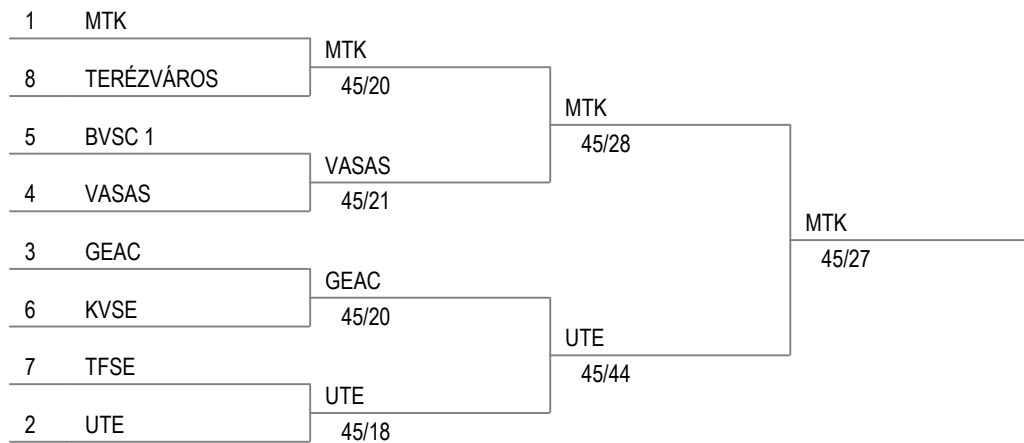 1 MTK
MTK
8 TERÉZVÁROS
45/20
MTK
5 BVSC 1
45/28
VASAS
4 VASAS
45/21
MTK
3 GEAC
45/27
GEAC
6 KVSE
45/20
UTE
7 TFSE
45/44
UTE
2 UTE
45/18